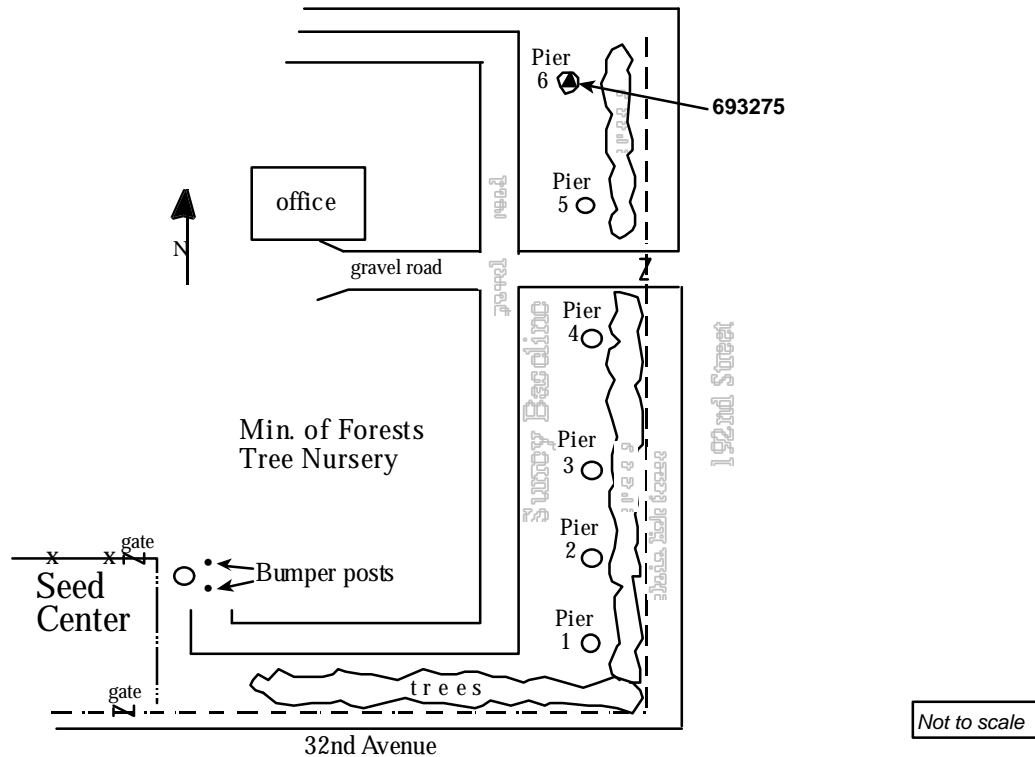 Pier
6
693275
Pier
5
office
N
gravel road
Pier
4
192nd Street
Min. of Forests
Tree Nursery
Pier
3
Pier
2
gate
x x
Bumper posts
Seed
Center
Pier
1
gate
t r e e s
32nd Avenue
Not to scale